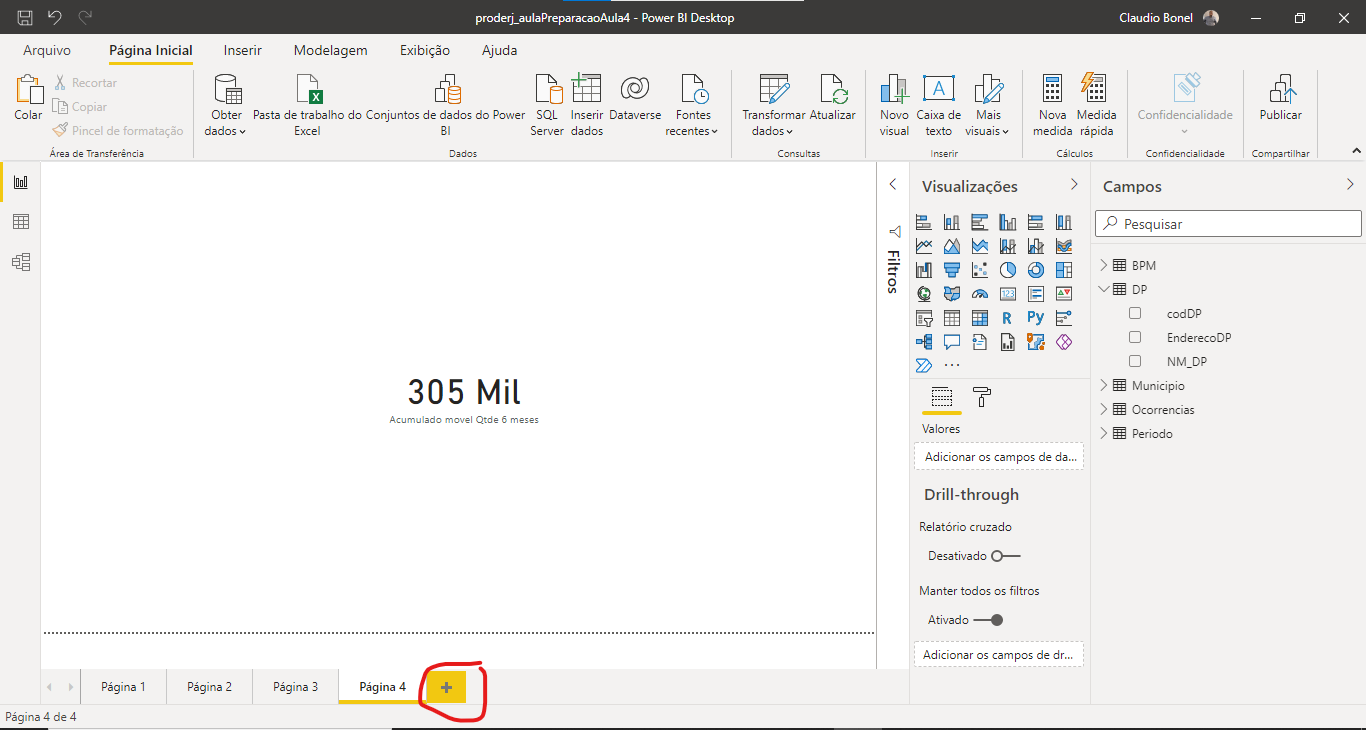 proderj_aulaPreparacaoAula4 - Power BI Desktop
Claudio Bonel
Arquivo
Página Inicial
Inserir
Modelagem
Exibição
Ajuda
Colar
Recortar
Copiar
Pincel de formatação
Área de Transferência
Obter
dados
Pasta de trabalho do
Excel
Conjuntos de dados do Power
BI
SQL
Server
Inserir
dados
Dataverse
Fontes
recentes
Dados
Transformar
dados
Atualizar
Consultas
Novo
visual
Caixa de
texto
Mais
visuais
Inserir
Nova
medida
Medida
rápida
Cálculos
Confidencialidade
Confidencialidade
Publicar
Compartilhar
305 Mil
Acumulado movel Qtde 6 meses
Filtros
Visualizações
123
R
Py
Valores
Adicionar os campos de da...
Drill-through
Relatório cruzado
Desativado
Manter todos os filtros
Ativado
Adicionar os campos de dr...
Campos
Pesquisar
BPM
DP
codDP
EnderecoDP
NM_DP
Municipio
Ocorrencias
Periodo
Página 1
Página 2
Página 3
Página 4
Página 4 de 4